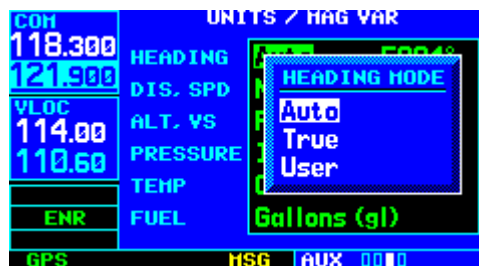 COM
118.300
121.900
VLOC
114.00
110.60
ENR
GPS
UNITS / MAG VAR
HEADING
DIS, SPD
ALT, VS
PRESSURE
TEMP
FUEL
HEADING MODE
Auto
True
User
Gallons (gl)
MSG
AUX